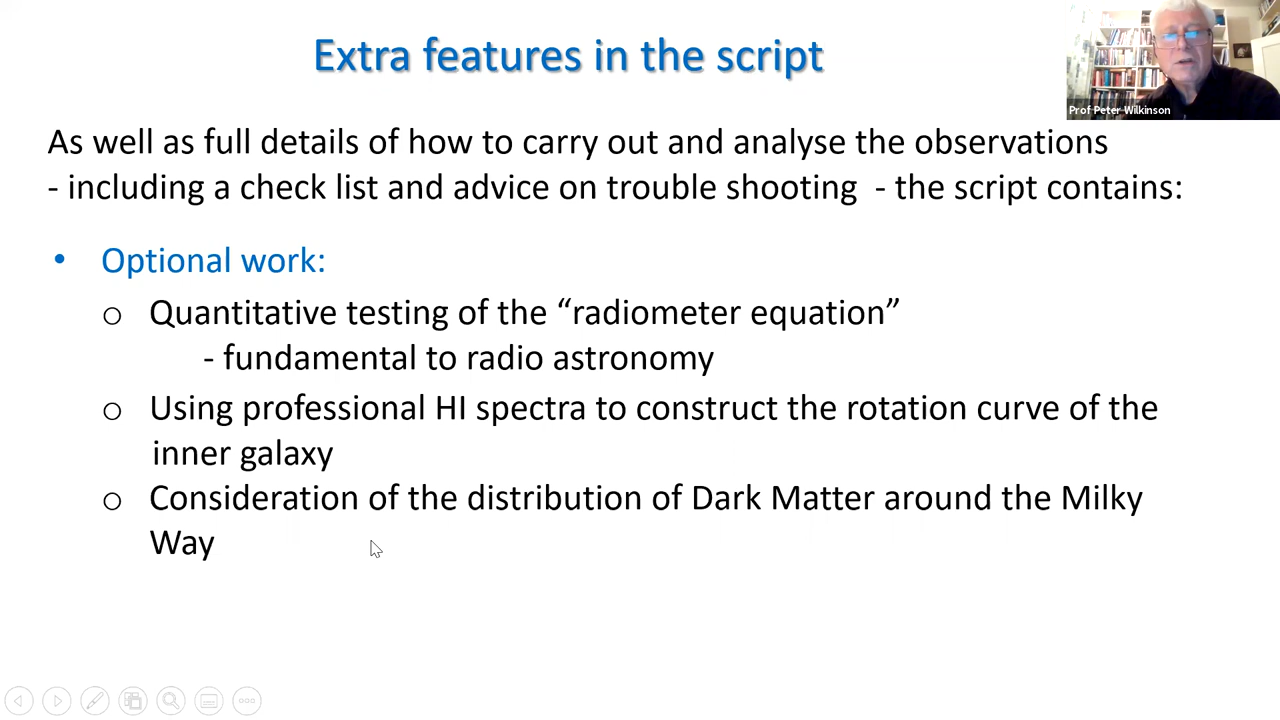 Extra features in the script
Prof Peter Wilkinson
As well as full details of how to carry out and analyse the observations
- including a check list and advice on trouble shooting - the script contains:
• Optional work:
o Quantitative testing of the “radiometer equation”
- fundamental to radio astronomy
o Using professional HI spectra to construct the rotation curve of the
inner galaxy
o Consideration of the distribution of Dark Matter around the Milky
Way